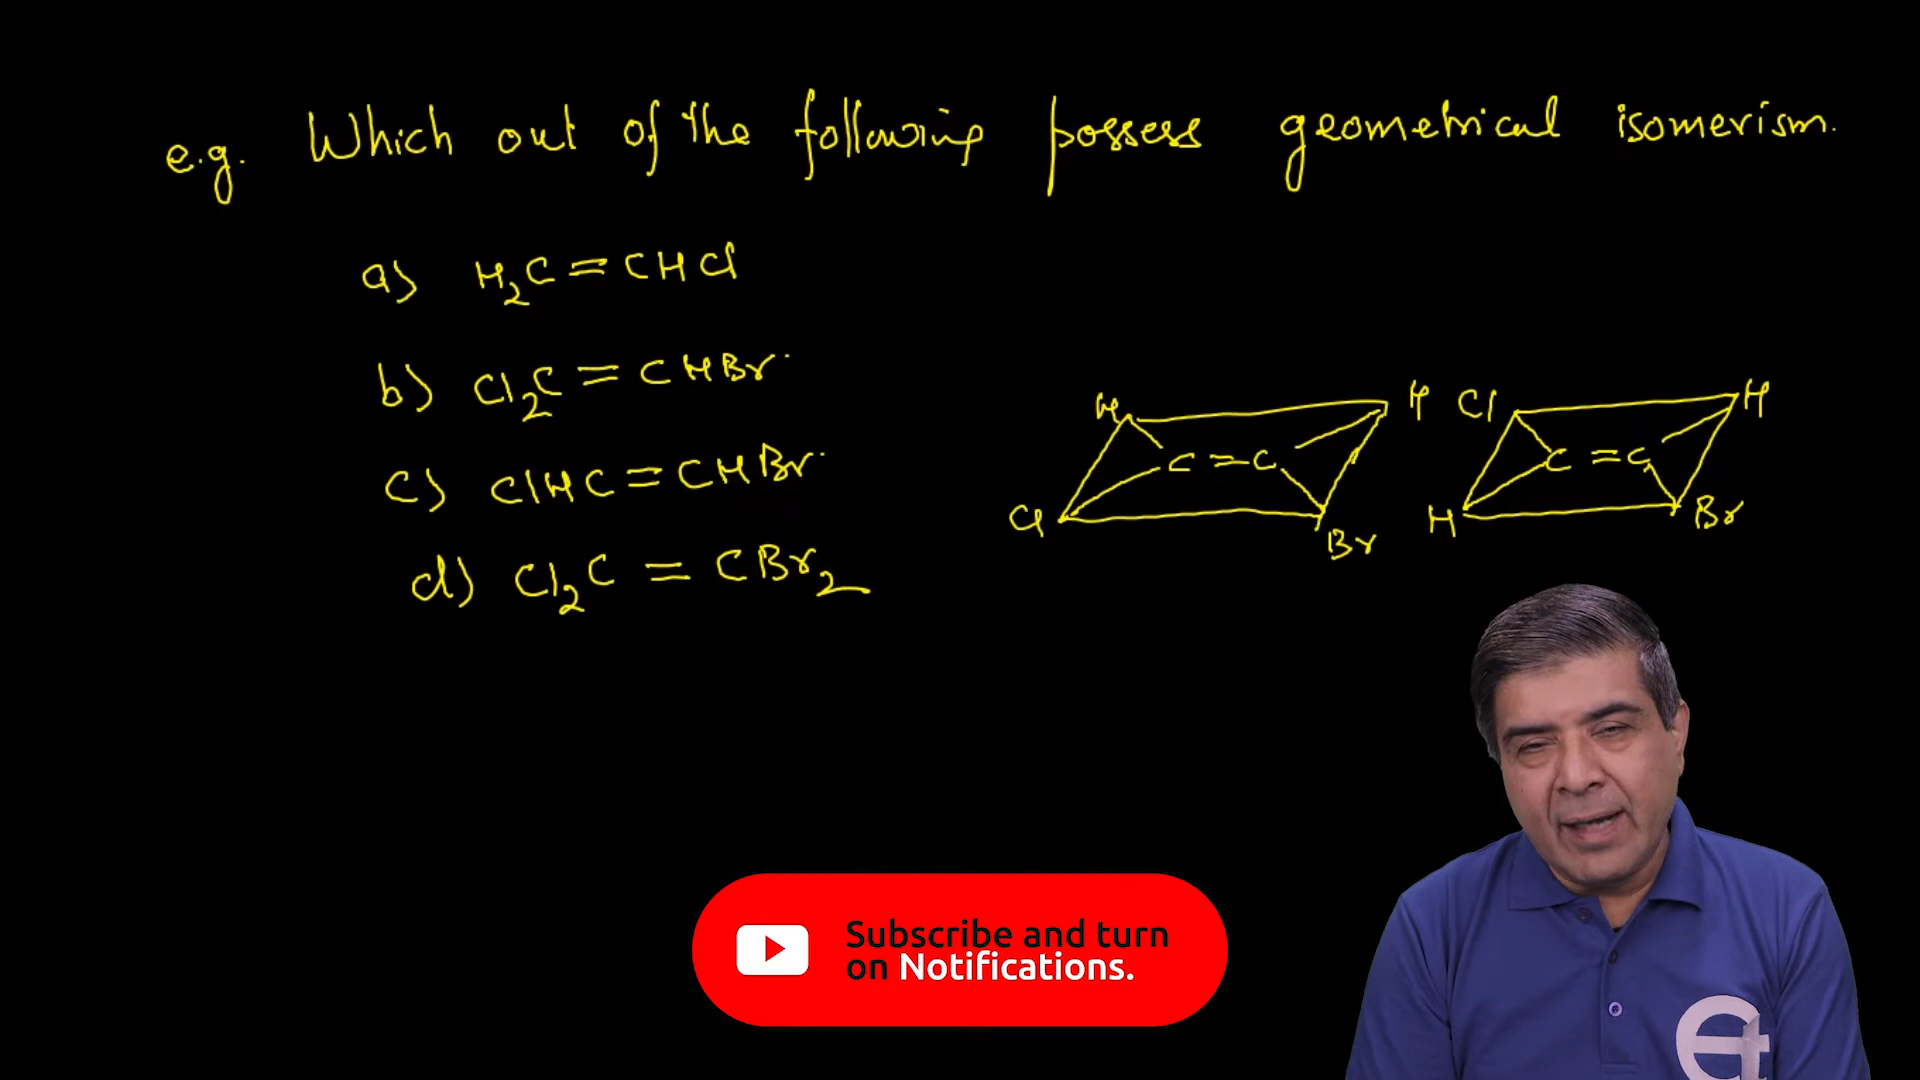 e.g. Which out of the following possess geometrical isomerism.
a) H₂C = CHCl
b) Cl₂C = CHBr
c) ClHC = CHBr
d) Cl₂C = CBr₂
H H Cl H
C = C C = C
Cl Br H Br
Subscribe and turn
on Notifications.